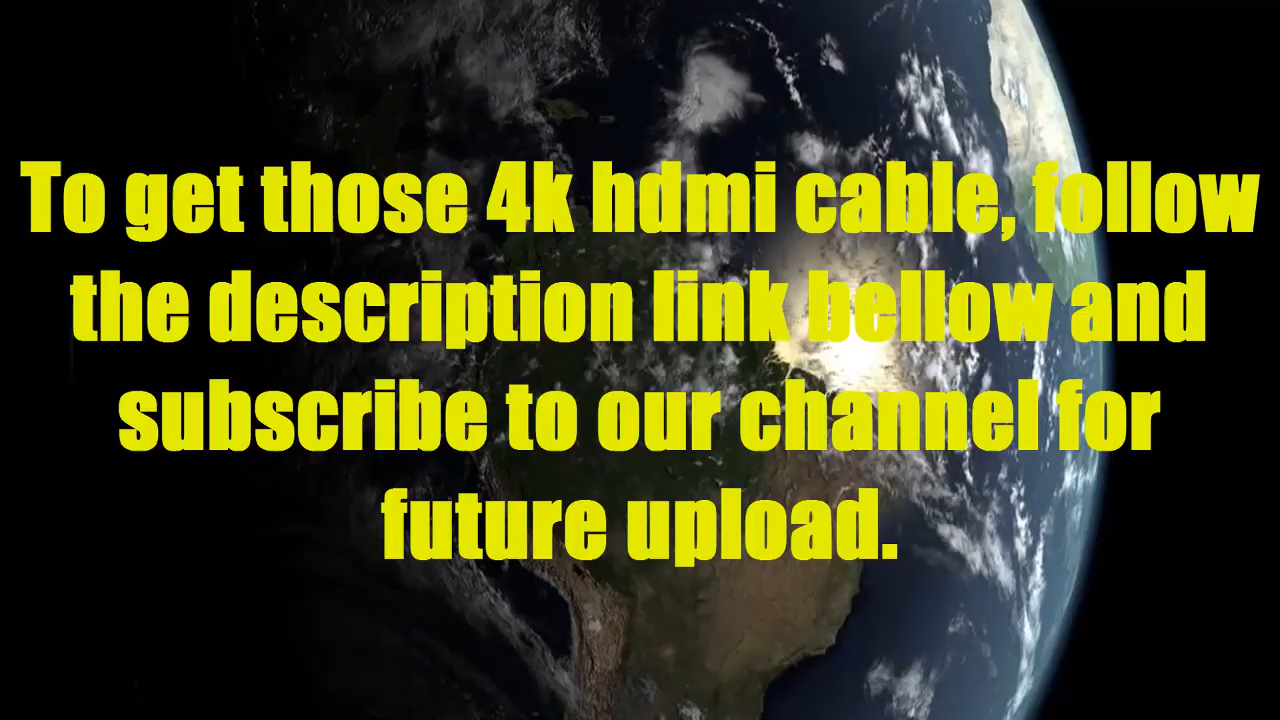 To get those 4k hdmi cable, follow
the description link bellow and
subscribe to our channel for
future upload.